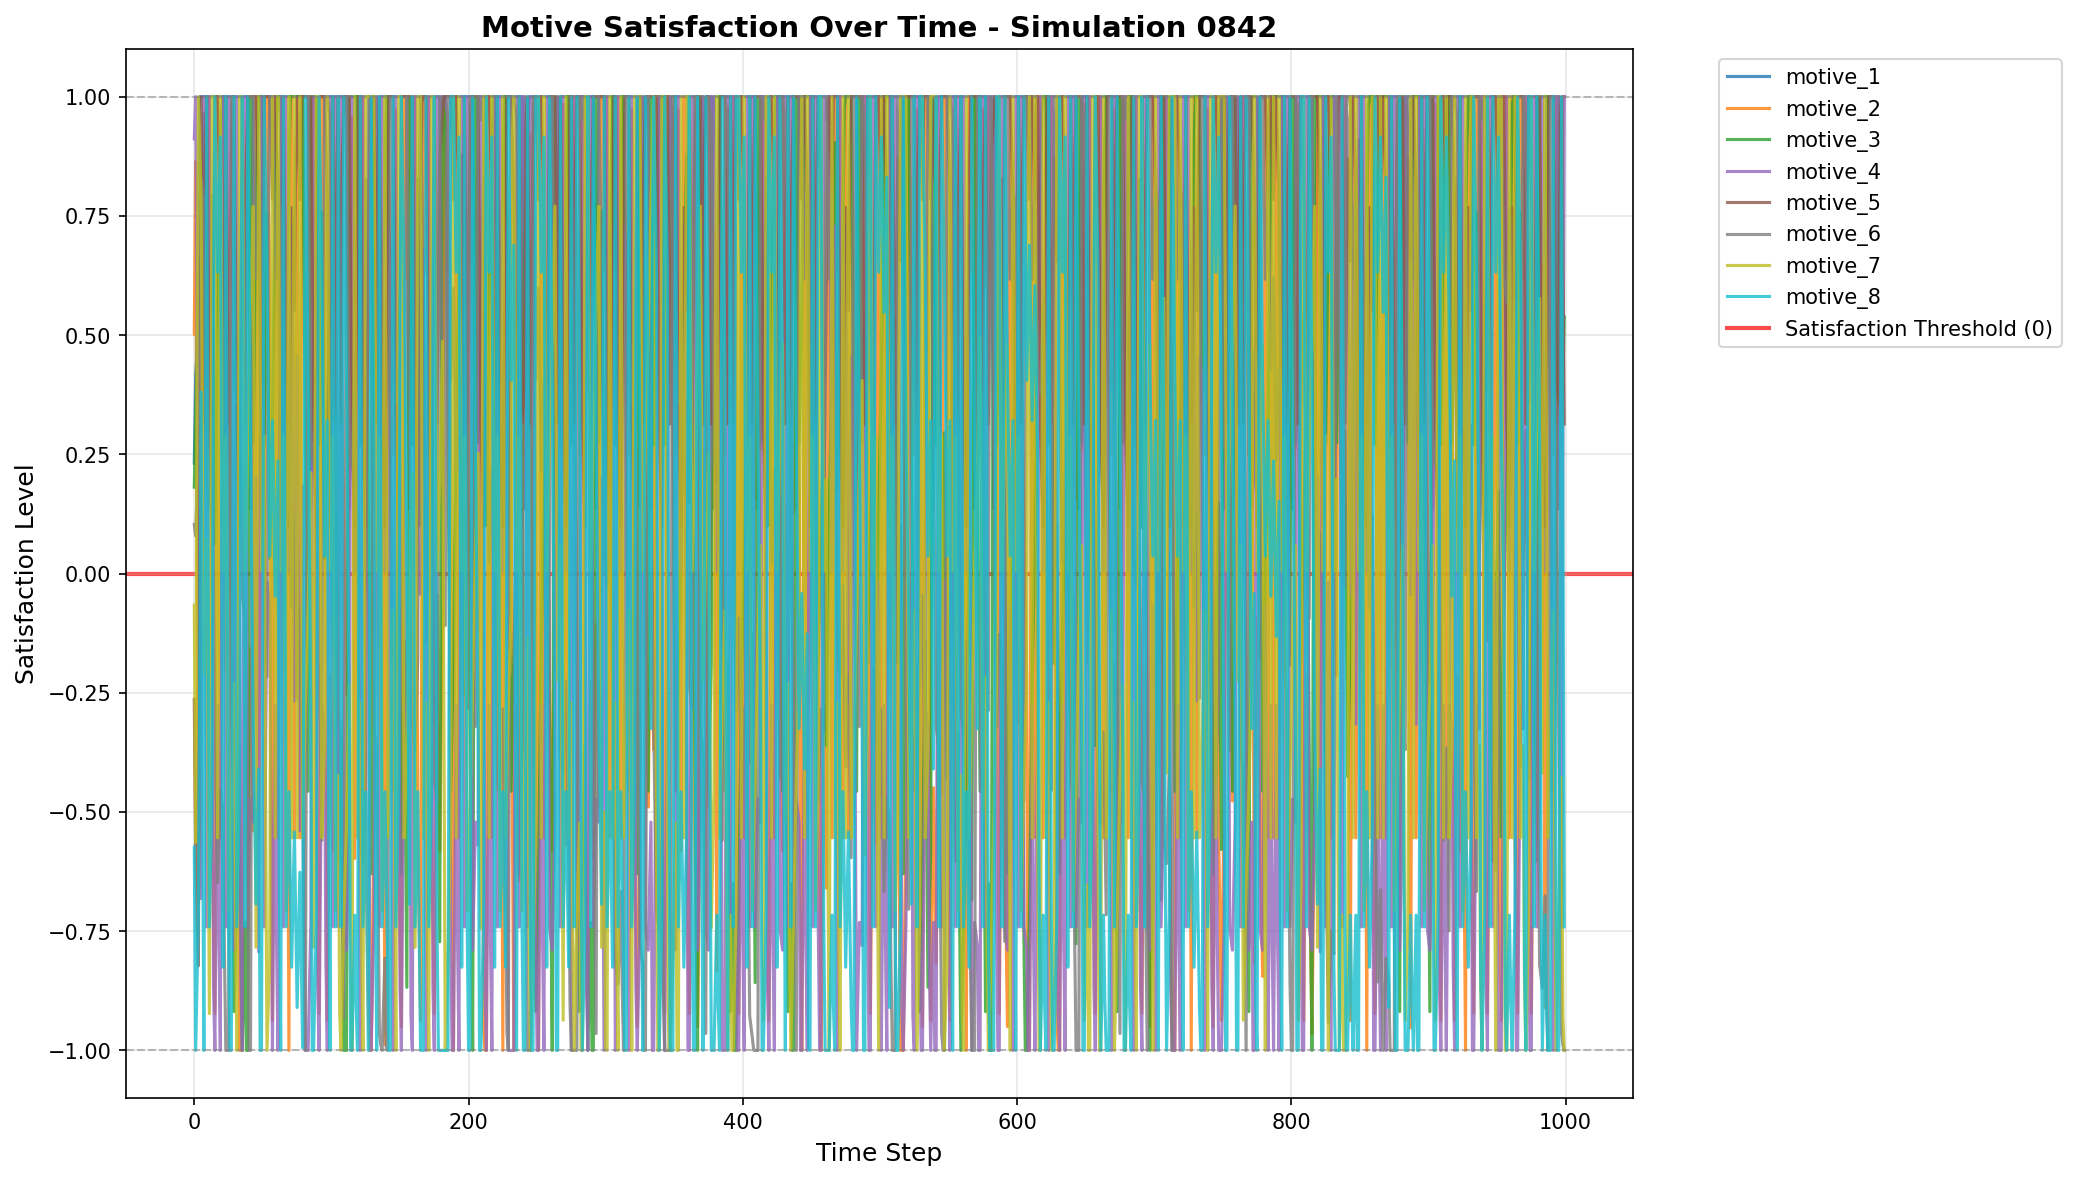 Motive Satisfaction Over Time - Simulation 0842
1.00
0.75
0.50
0.25
0.00
−0.25
−0.50
−0.75
−1.00
Satisfaction Level
0
200
400
600
800
1000
Time Step
motive_1
motive_2
motive_3
motive_4
motive_5
motive_6
motive_7
motive_8
Satisfaction Threshold (0)